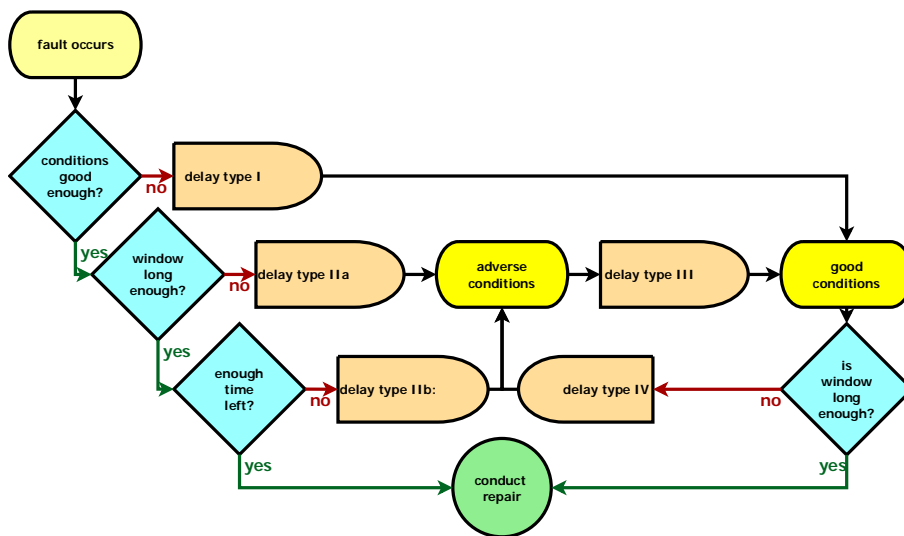 fault occurs
conditions
good
enough?
no
delay type I
yes
window
long
enough?
no
delay type IIa
adverse
conditions
delay type III
good
conditions
yes
enough
time
left?
no
delay type IIb:
delay type IV
no
is
window
long
enough?
yes
conduct
repair
yes